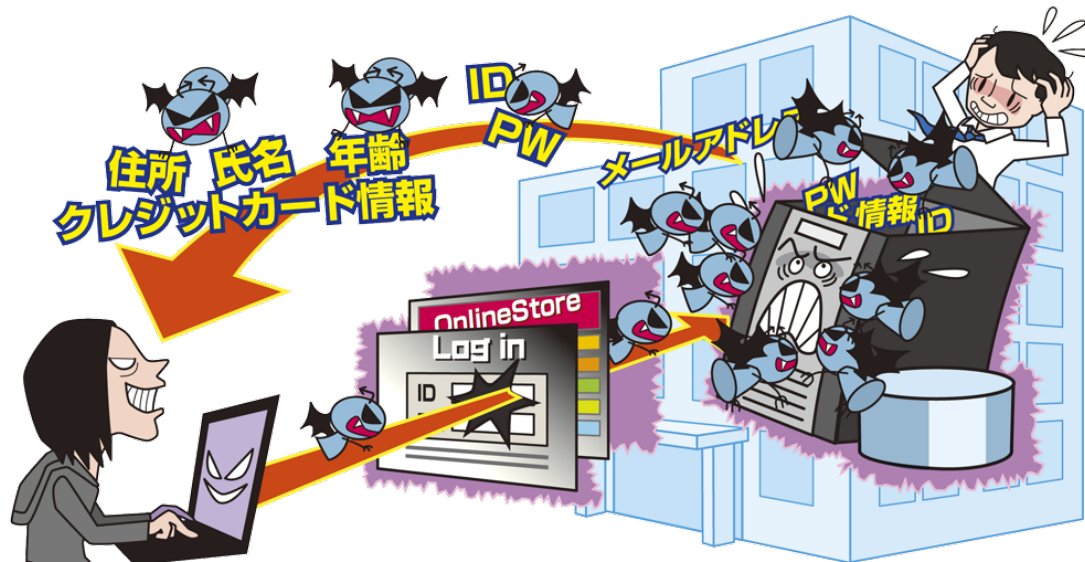 ID
PW
住所 氏名 年齢
クレジットカード情報
メールアドレ
PW
ド情報
ID
OnlineStore
Log in
ID